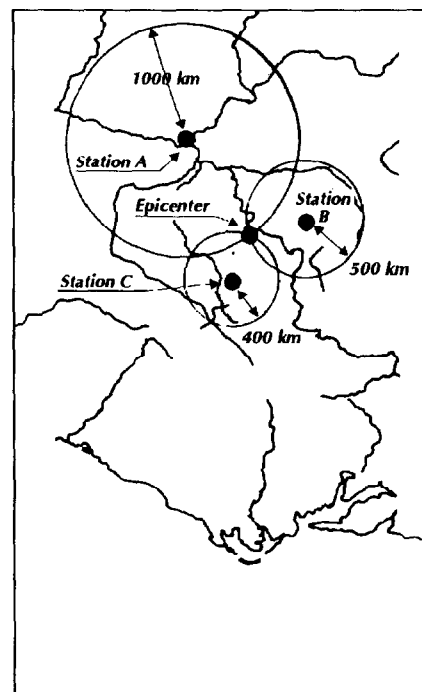 1000 km
Station A
Epicenter
Station
B
500 km
Station C
400 km